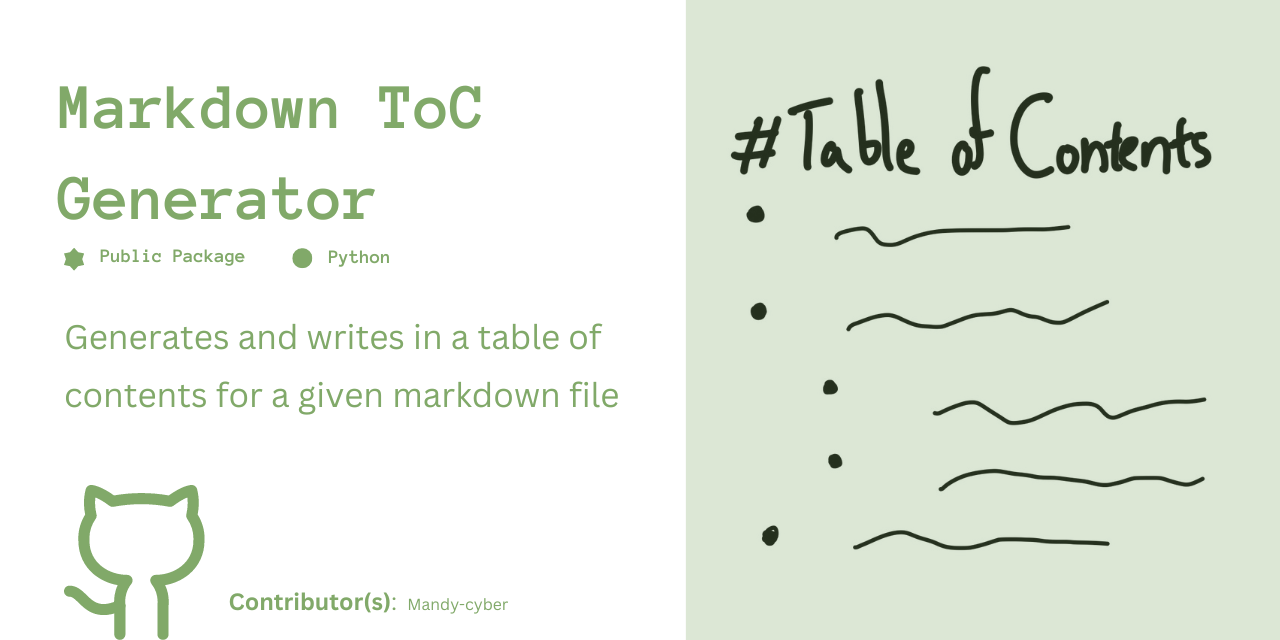 Markdown ToC
Generator
Public Package
Python
Generates and writes in a table of
contents for a given markdown file
Contributor(s): Mandy-cyber
#Table of Contents